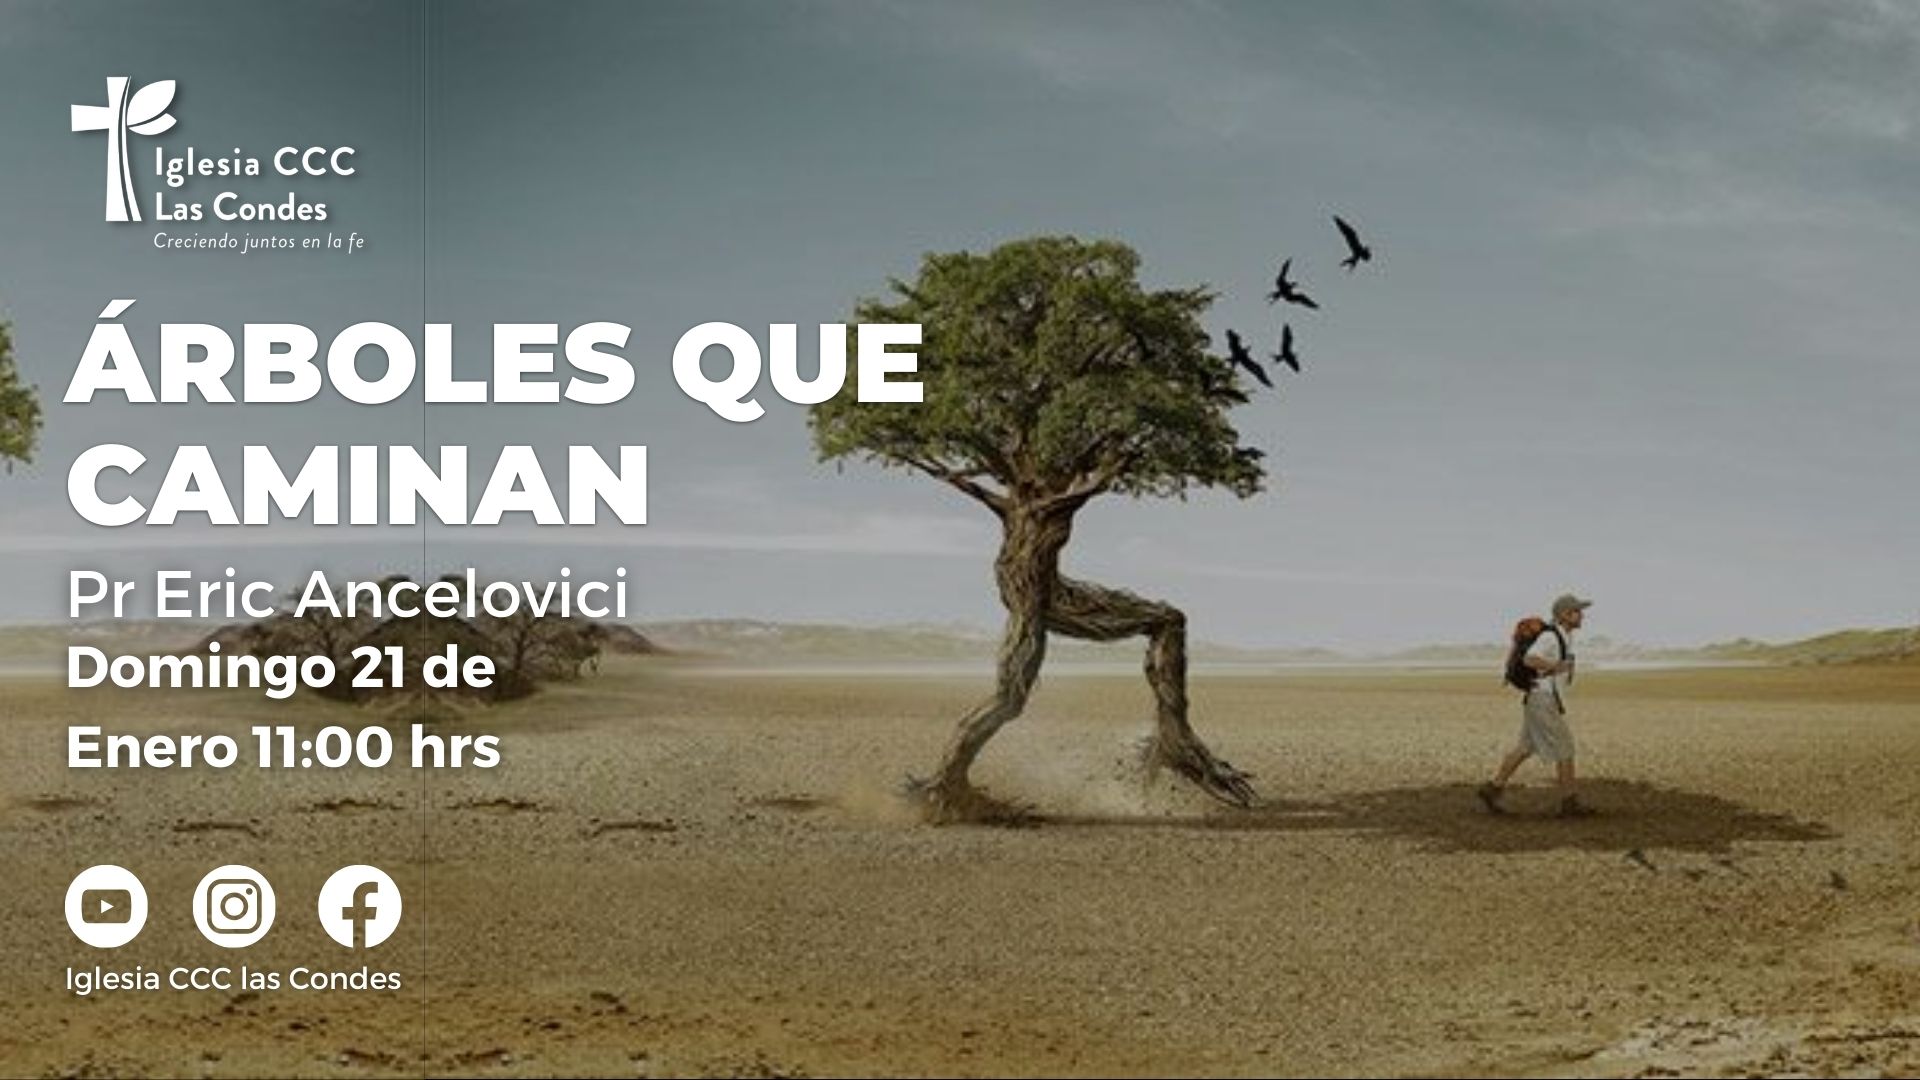 Iglesia CCC
Las Condes
Creciendo juntos en la fe
ÁRBOLES QUE
CAMINAN
Pr Eric Ancelovici
Domingo 21 de
Enero 11:00 hrs
Iglesia CCC las Condes